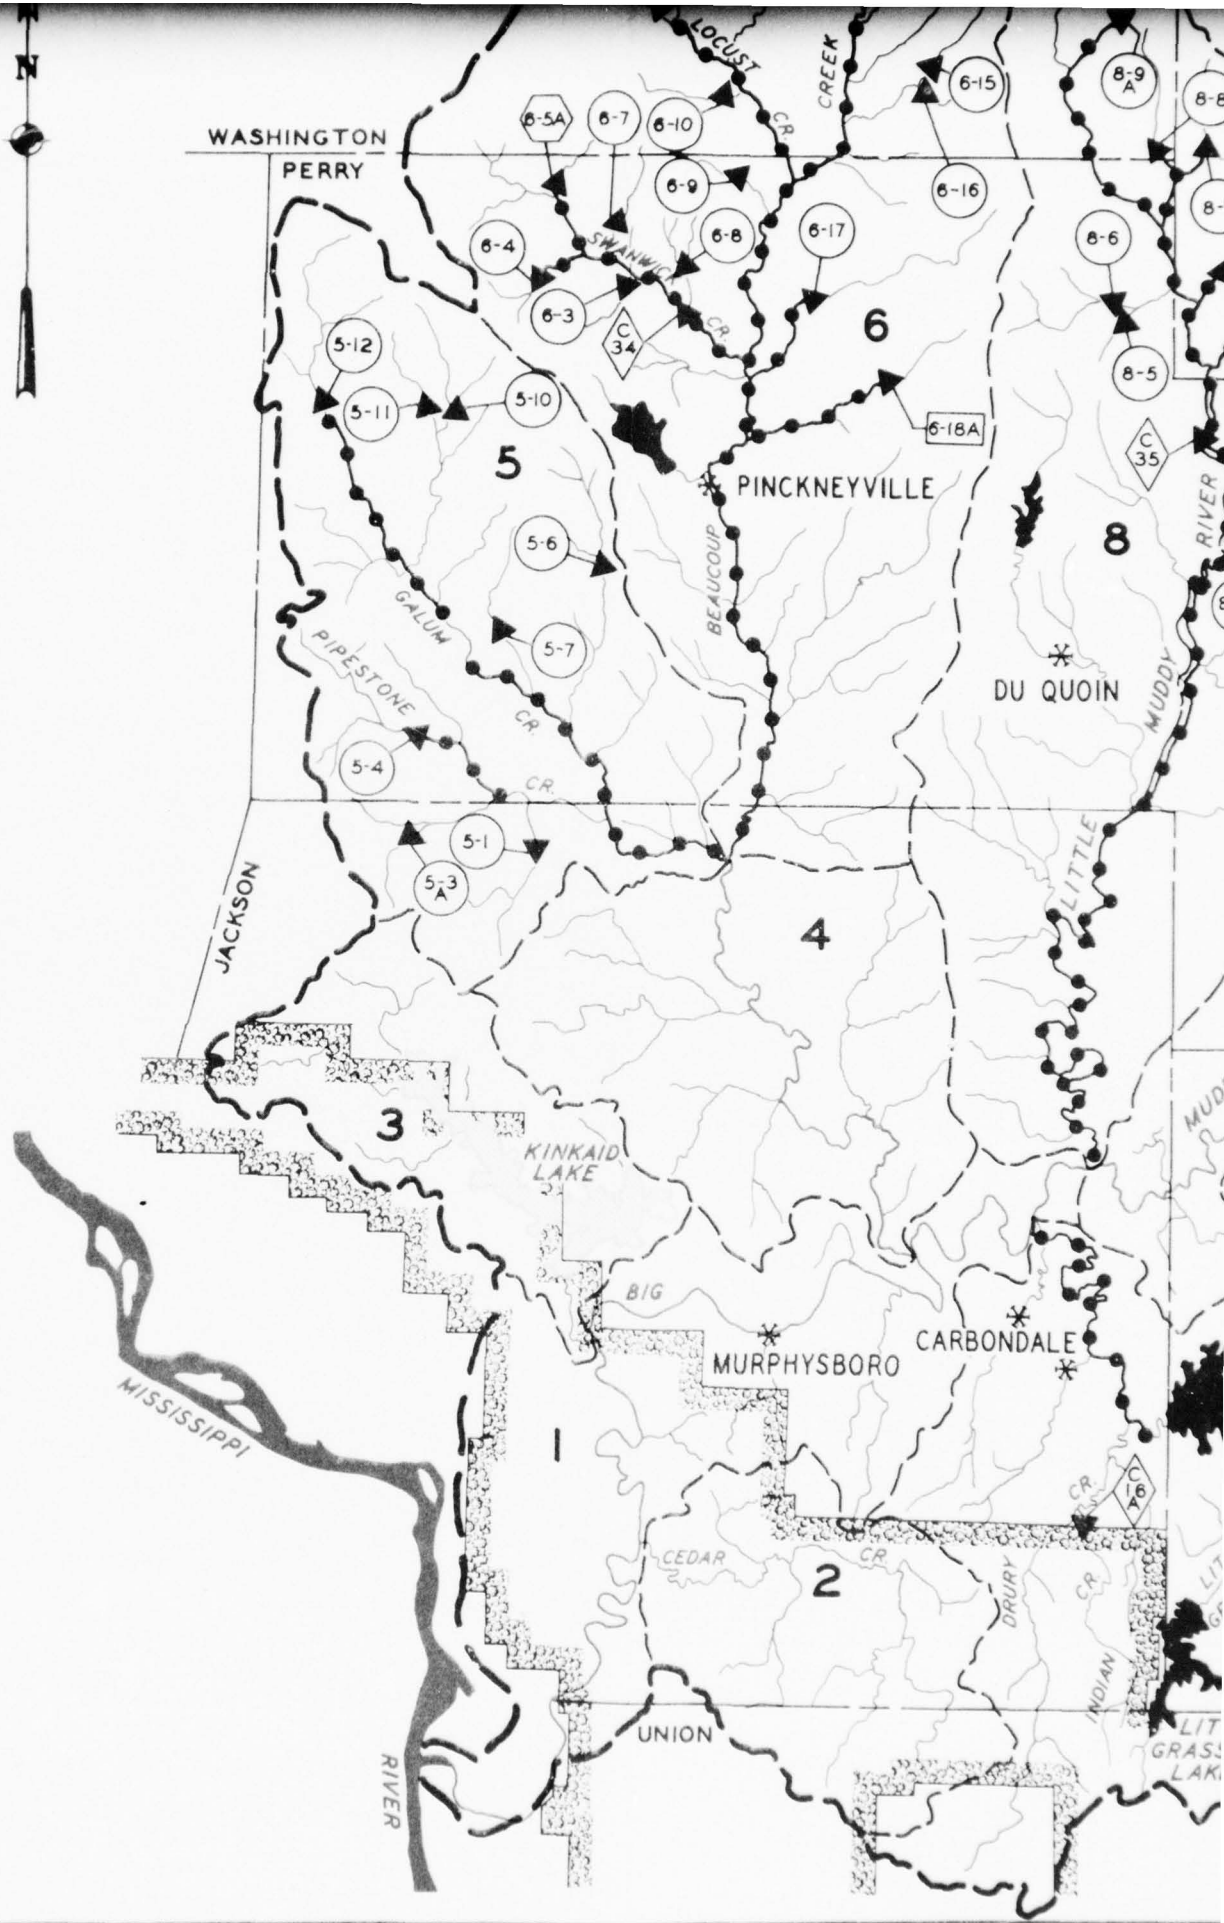 N
LOCUST
CR.
CREEK
8-9
A
6-15
6-5A
6-7
6-10
WASHINGTON
PERRY
6-9
6-16
6-4
SWANWICK
6-8
6-17
8-6
6-3
CR.
C
34
6
5-12
5-11
5-10
8-5
6-18A
C
35
5
PINCKNEYVILLE
RIVER
5-6
8
BEAUCOUP
GALUM
PIPESTONE
5-7
DU QUOIN
MUDDY
CR.
5-4
CR.
5-1
5-3
A
LITTLE
JACKSON
4
3
KINKAID
LAKE
MUD
BIG
CARBONDALE
MURPHYSBORO
MISSISSIPPI
1
CR.
C
16
A
CEDAR
CR.
2
DRURY
CR.
INDIAN
UNION
LIT
GRASS
LAK
RIVER